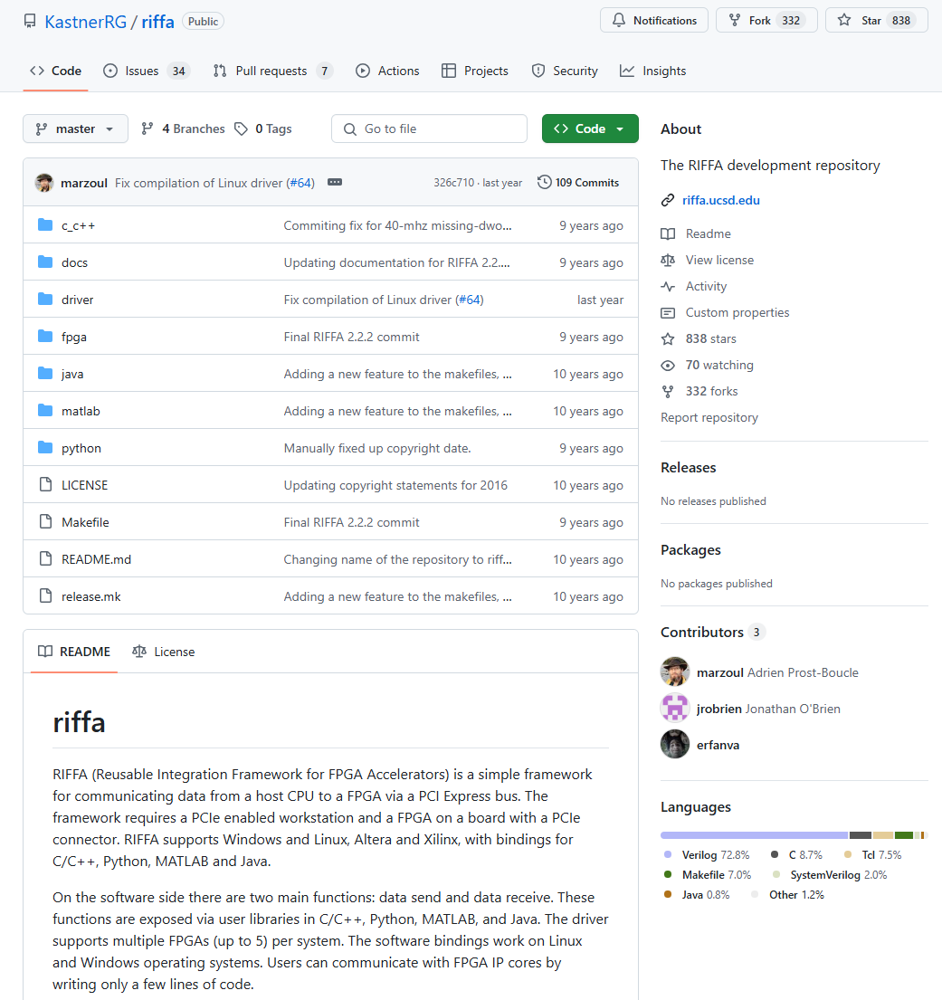 KastnerRG / riffa Public Notifications Fork 332 Star 838
Code Issues 34 Pull requests 7 Actions Projects Security Insights
master 4 Branches 0 Tags Go to file Code
marzoul Fix compilation of Linux driver (#64) 326c710 · last year 109 Commits
c_c++ Commiting fix for 40-mhz missing-dwo... 9 years ago
docs Updating documentation for RIFFA 2.2.... 9 years ago
driver Fix compilation of Linux driver (#64) last year
fpga Final RIFFA 2.2.2 commit 9 years ago
java Adding a new feature to the makefiles, ... 10 years ago
matlab Adding a new feature to the makefiles, ... 10 years ago
python Manually fixed up copyright date. 9 years ago
LICENSE Updating copyright statements for 2016 10 years ago
Makefile Final RIFFA 2.2.2 commit 9 years ago
README.md Changing name of the repository to riff... 10 years ago
release.mk Adding a new feature to the makefiles, ... 10 years ago
README License
riffa
RIFFA (Reusable Integration Framework for FPGA Accelerators) is a simple framework
for communicating data from a host CPU to a FPGA via a PCI Express bus. The
framework requires a PCIe enabled workstation and a FPGA on a board with a PCIe
connector. RIFFA supports Windows and Linux, Altera and Xilinx, with bindings for
C/C++, Python, MATLAB and Java.
On the software side there are two main functions: data send and data receive. These
functions are exposed via user libraries in C/C++, Python, MATLAB, and Java. The driver
supports multiple FPGAs (up to 5) per system. The software bindings work on Linux
and Windows operating systems. Users can communicate with FPGA IP cores by
writing only a few lines of code.
About
The RIFFA development repository
riffa.ucsd.edu
Readme
View license
Activity
Custom properties
838 stars
70 watching
332 forks
Report repository
Releases
No releases published
Packages
No packages published
Contributors 3
marzoul Adrien Prost-Boucle
jrobrien Jonathan O'Brien
erfanva
Languages
Verilog 72.8% C 8.7% Tcl 7.5%
Makefile 7.0% SystemVerilog 2.0%
Java 0.8% Other 1.2%